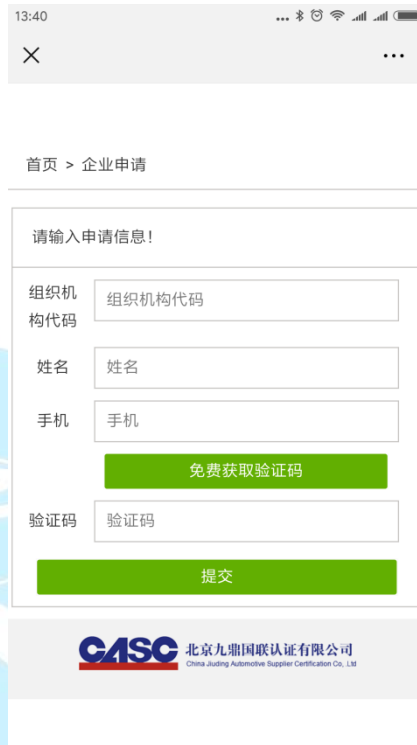 13:40
首页 > 企业申请
请输入申请信息!
组织机
构代码
组织机构代码
姓名
姓名
手机
手机
免费获取验证码
验证码
验证码
提交
CASC
北京九鼎国联认证有限公司
China Jiuding Automotive Supplier Certification Co., Ltd